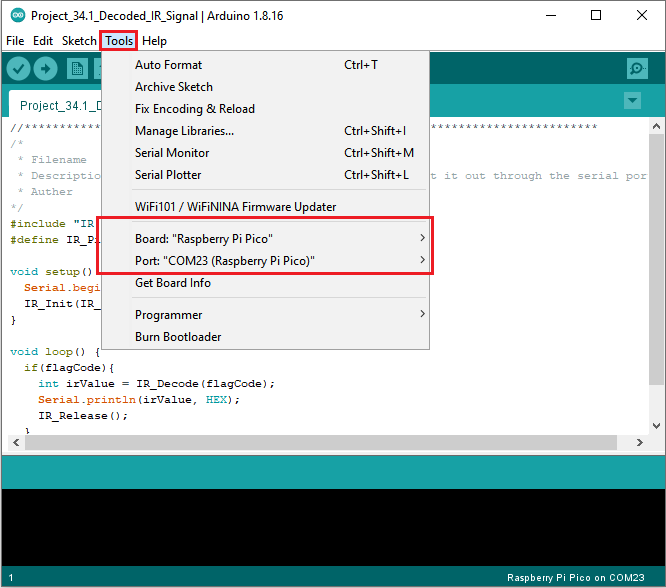 Project_34.1_Decoded_IR_Signal | Arduino 1.8.16
File Edit Sketch Tools Help
Auto Format Ctrl+T
Archive Sketch
Fix Encoding & Reload
Manage Libraries... Ctrl+Shift+I
Serial Monitor Ctrl+Shift+M
Serial Plotter Ctrl+Shift+L
WiFi101 / WiFiNINA Firmware Updater
Board: "Raspberry Pi Pico"
Port: "COM23 (Raspberry Pi Pico)"
Get Board Info
Programmer
Burn Bootloader
Project_34.1_D
//************ **************************
/*
* Filename
* Descriptio t it out through the serial por
* Auther
*/
#include "IR
#define IR_Pi
void setup()
Serial.begi
IR_Init(IR_
}
void loop() {
if(flagCode){
int irValue = IR_Decode(flagCode);
Serial.println(irValue, HEX);
IR_Release();
}
1 Raspberry Pi Pico on COM23